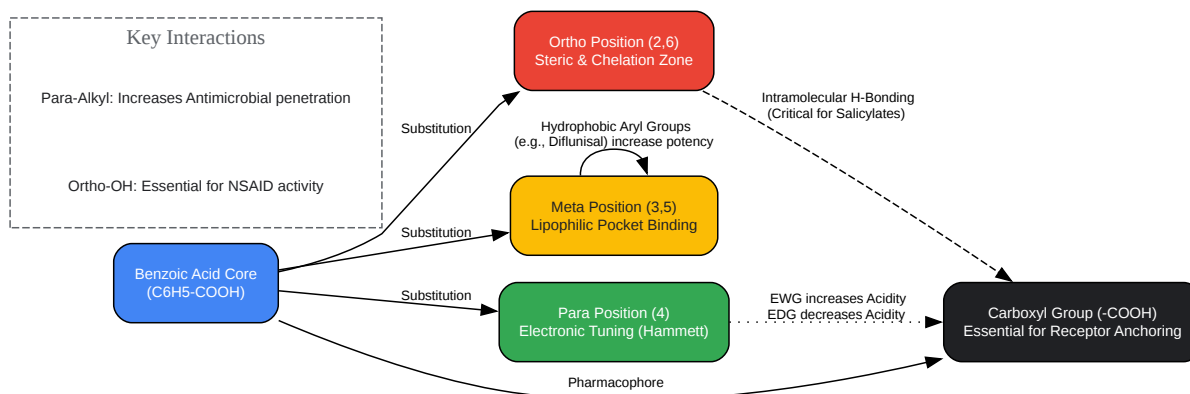 Key Interactions
Para-Alkyl: Increases Antimicrobial penetration
Ortho-OH: Essential for NSAID activity
Ortho Position (2,6)
Steric & Chelation Zone
Intramolecular H-Bonding
(Critical for Salicylates)
Substitution
Hydrophobic Aryl Groups
(e.g., Diflunisal) increase potency
Meta Position (3,5)
Lipophilic Pocket Binding
Substitution
Benzoic Acid Core
(C6H5-COOH)
Substitution
Para Position (4)
Electronic Tuning (Hammett)
EWG increases Acidity
EDG decreases Acidity
Carboxyl Group (-COOH)
Essential for Receptor Anchoring
Pharmacophore